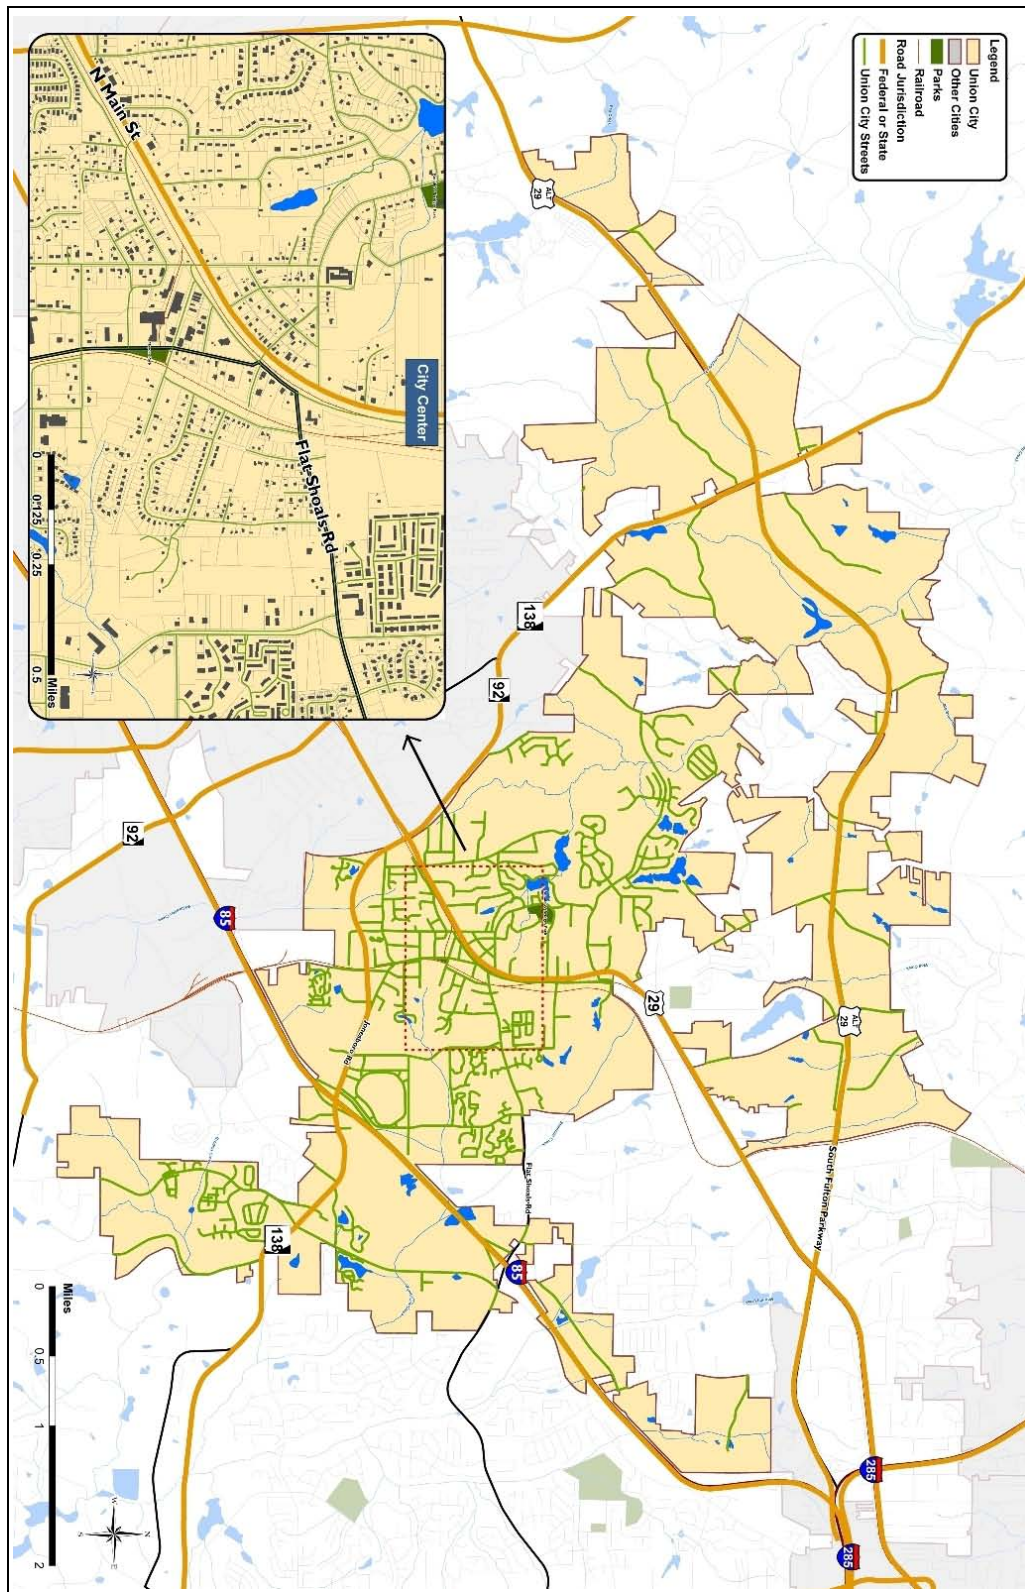 Legend
Union City
Other Cities
Parks
Railroad
Road Jurisdiction
Federal or State
Union City Streets
City Center
N Main St
Flat Shoals Rd
0 0.125 0.25 0.5
Miles
ALT
29
138
92
92
85
29
ALT
29
Jonesboro Rd
South Fulton Parkway
Flat Shoals Rd
138
85
285
285
Miles
0 0.5 1 2
N
W
E
S